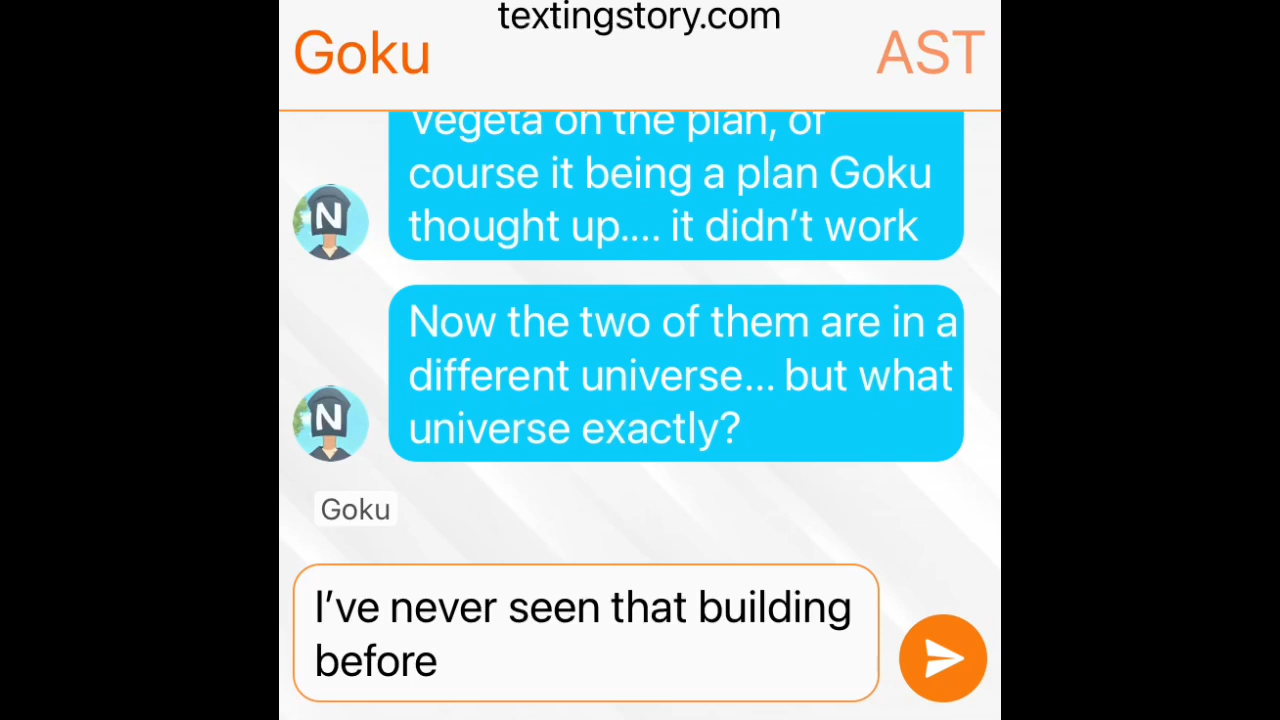 textingstory.com
Goku
AST
Vegeta on the plan, of
course it being a plan Goku
thought up.... it didn’t work
N
Now the two of them are in a
different universe... but what
universe exactly?
N
Goku
I’ve never seen that building
before